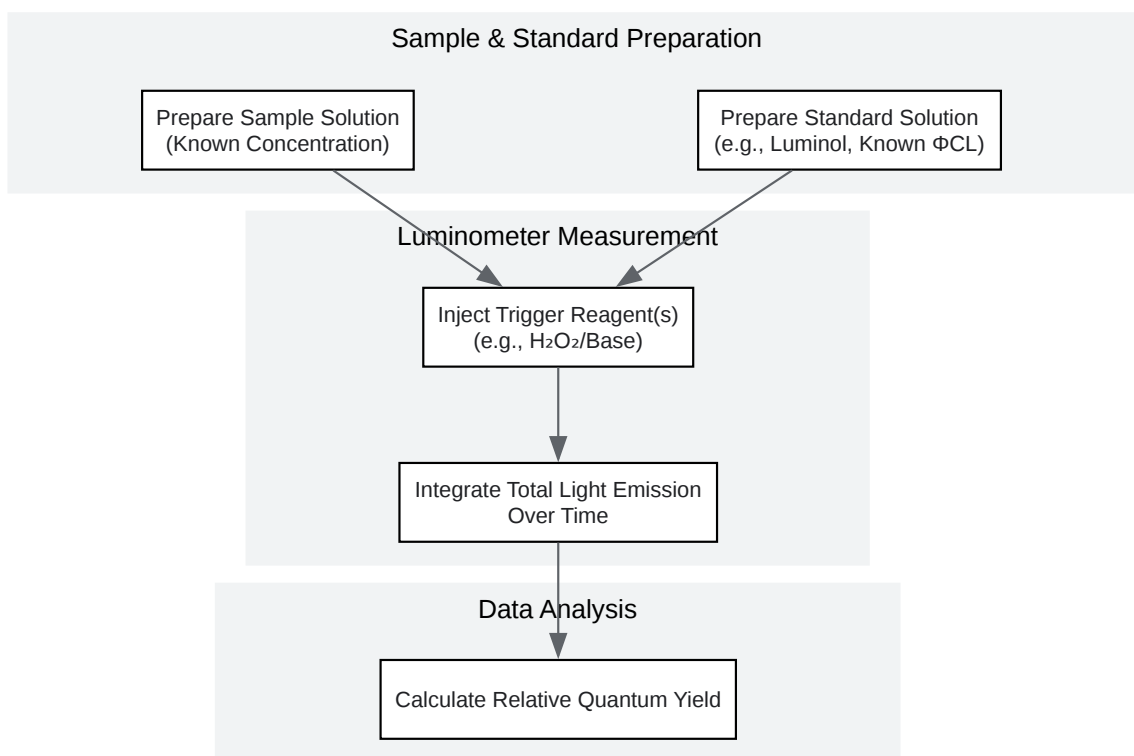 Sample & Standard Preparation
Prepare Sample Solution
(Known Concentration)
Prepare Standard Solution
(e.g., Luminol, Known ΦCL)
Luminometer Measurement
Inject Trigger Reagent(s)
(e.g., H₂O₂/Base)
Integrate Total Light Emission
Over Time
Data Analysis
Calculate Relative Quantum Yield